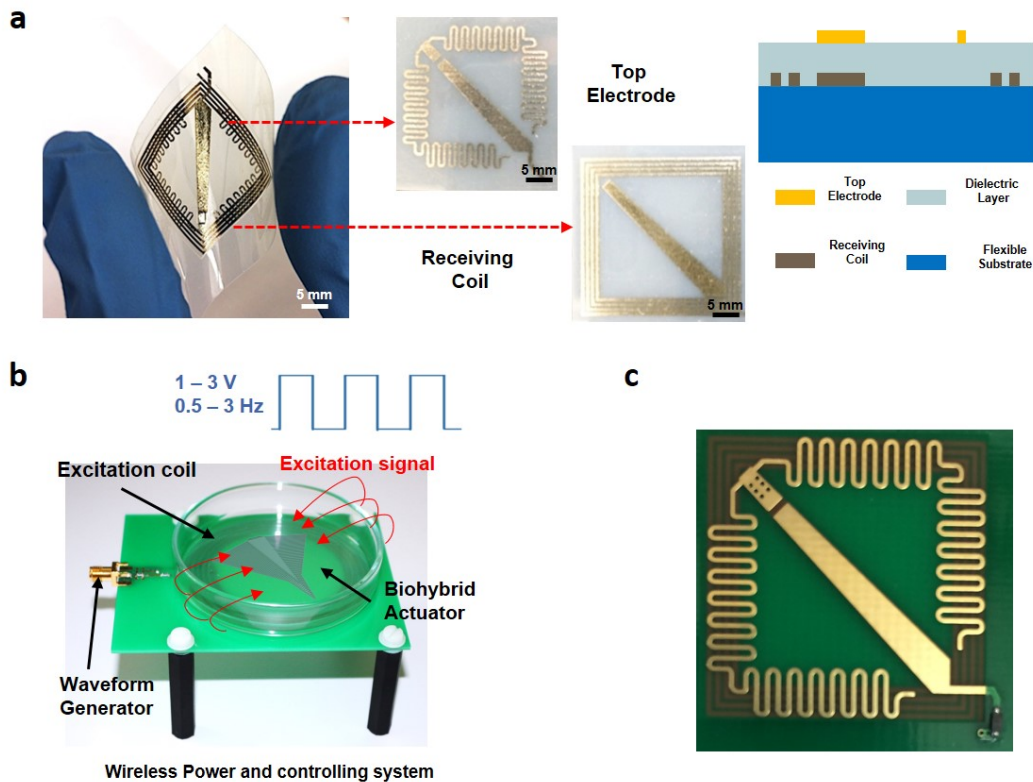 a
Top
Electrode
5 mm
Receiving
Coil
5 mm
5 mm
Top
Electrode
Dielectric
Layer
Receiving
Coil
Flexible
Substrate
b
1 – 3 V
0.5 – 3 Hz
Excitation coil
Excitation signal
Biohybrid
Actuator
Waveform
Generator
Wireless Power and controlling system
c